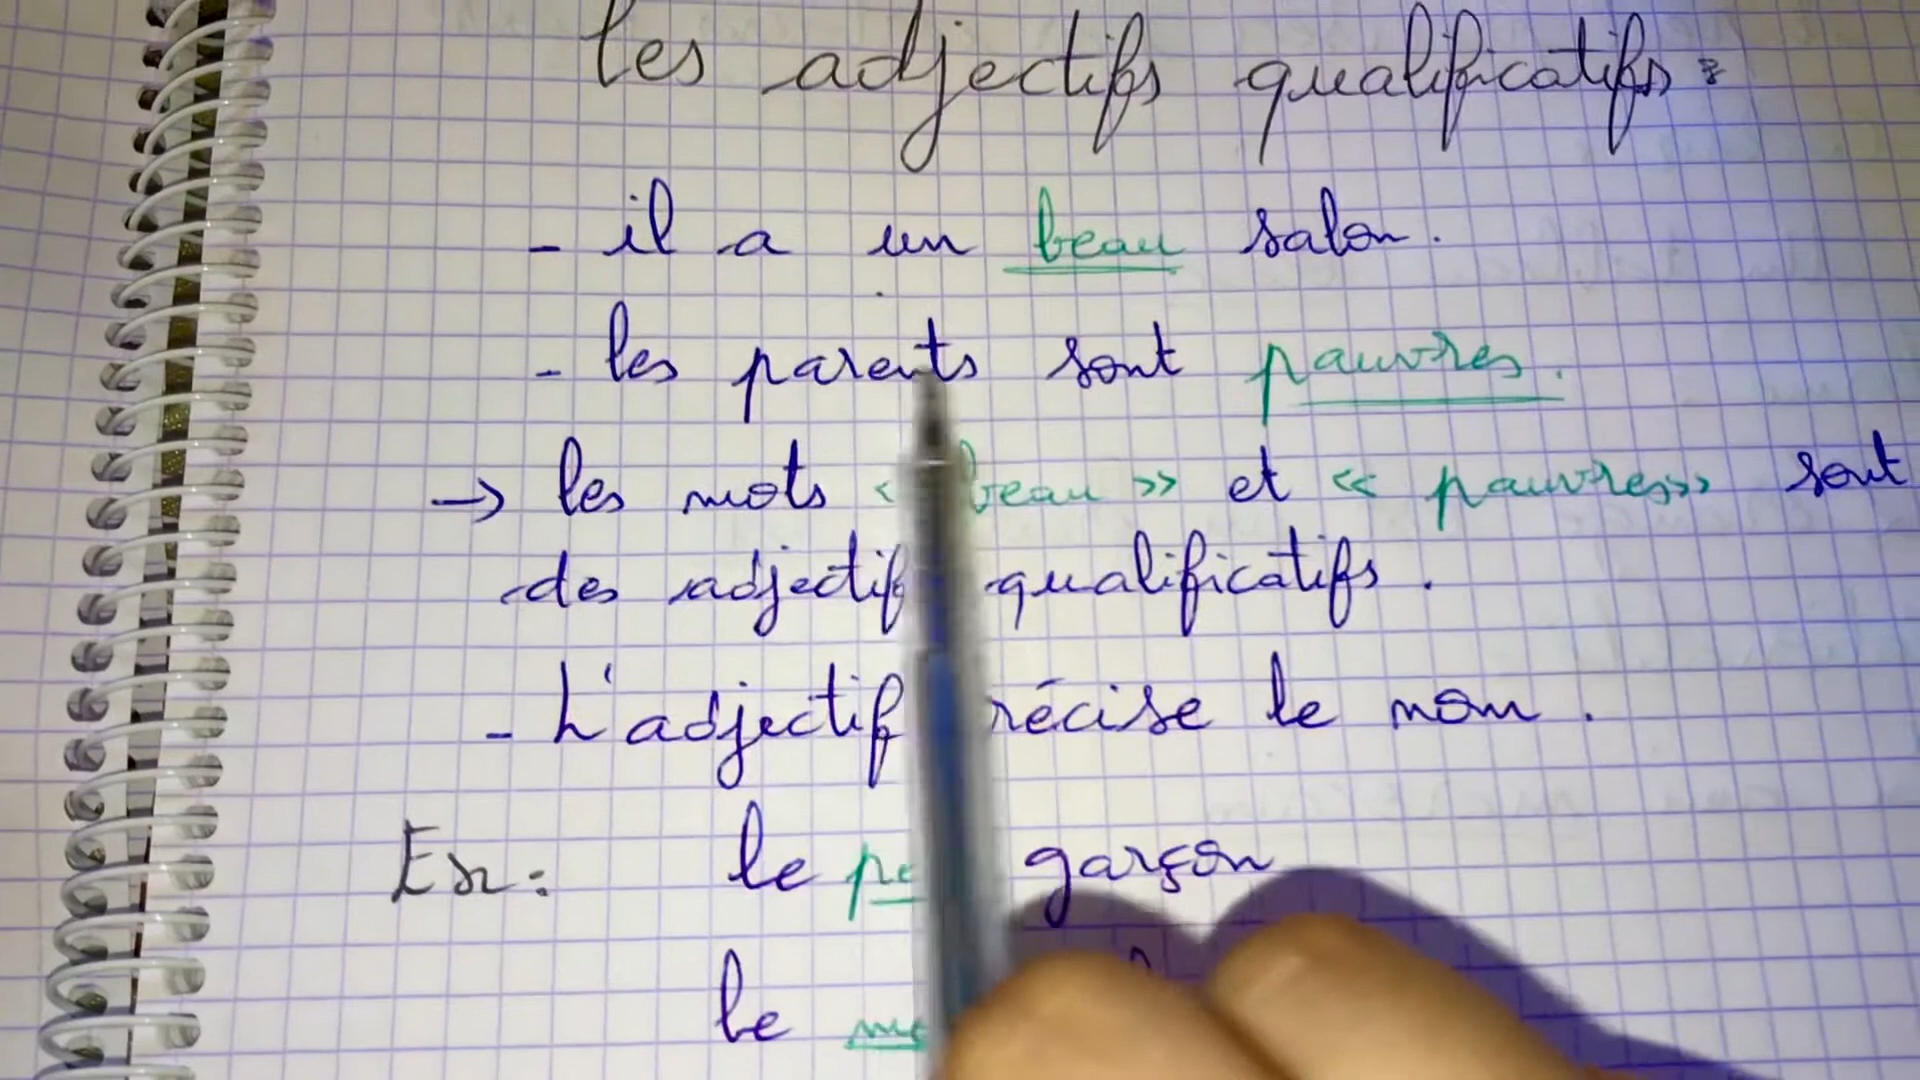 les adjectifs qualificatifs :
- il a un beau salon.
- les parents sont pauvres.
→ les mots « beau » et « pauvres » sont
des adjectifs qualificatifs.
- L'adjectif précise le nom.
Ex : le garçon
le